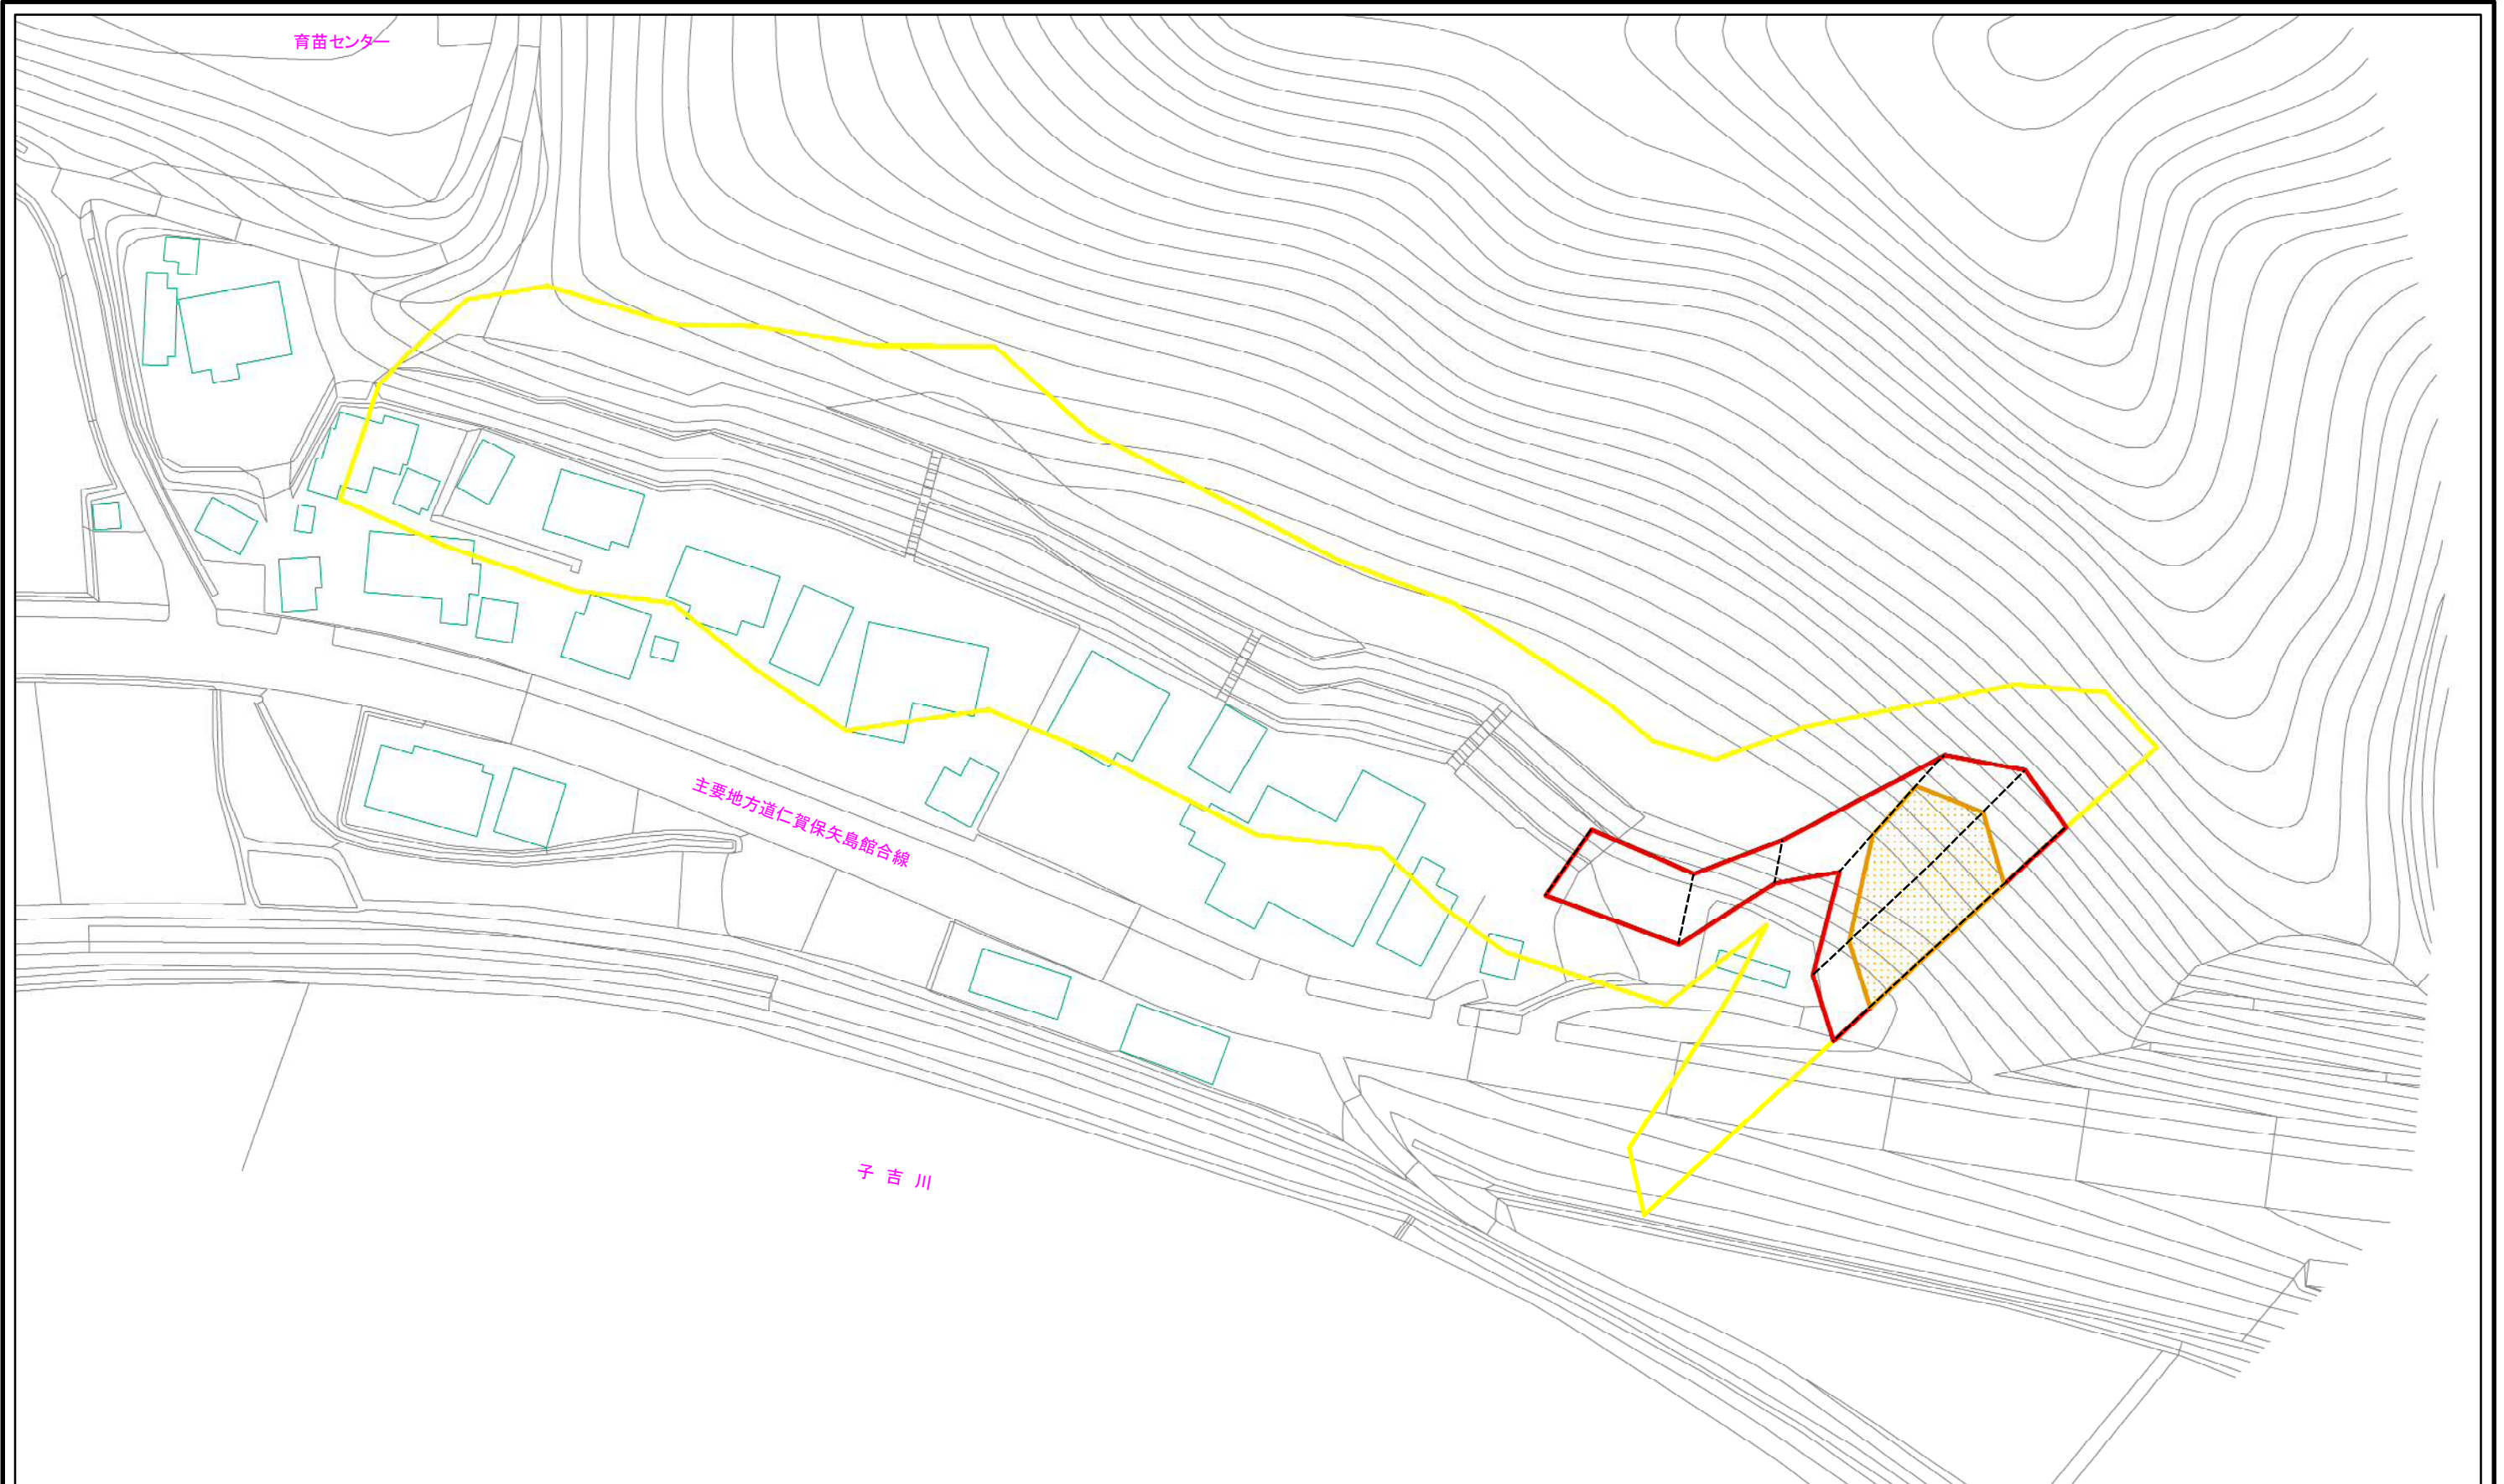 育苗センター
主要地方道仁賀保矢島館合線
子吉川